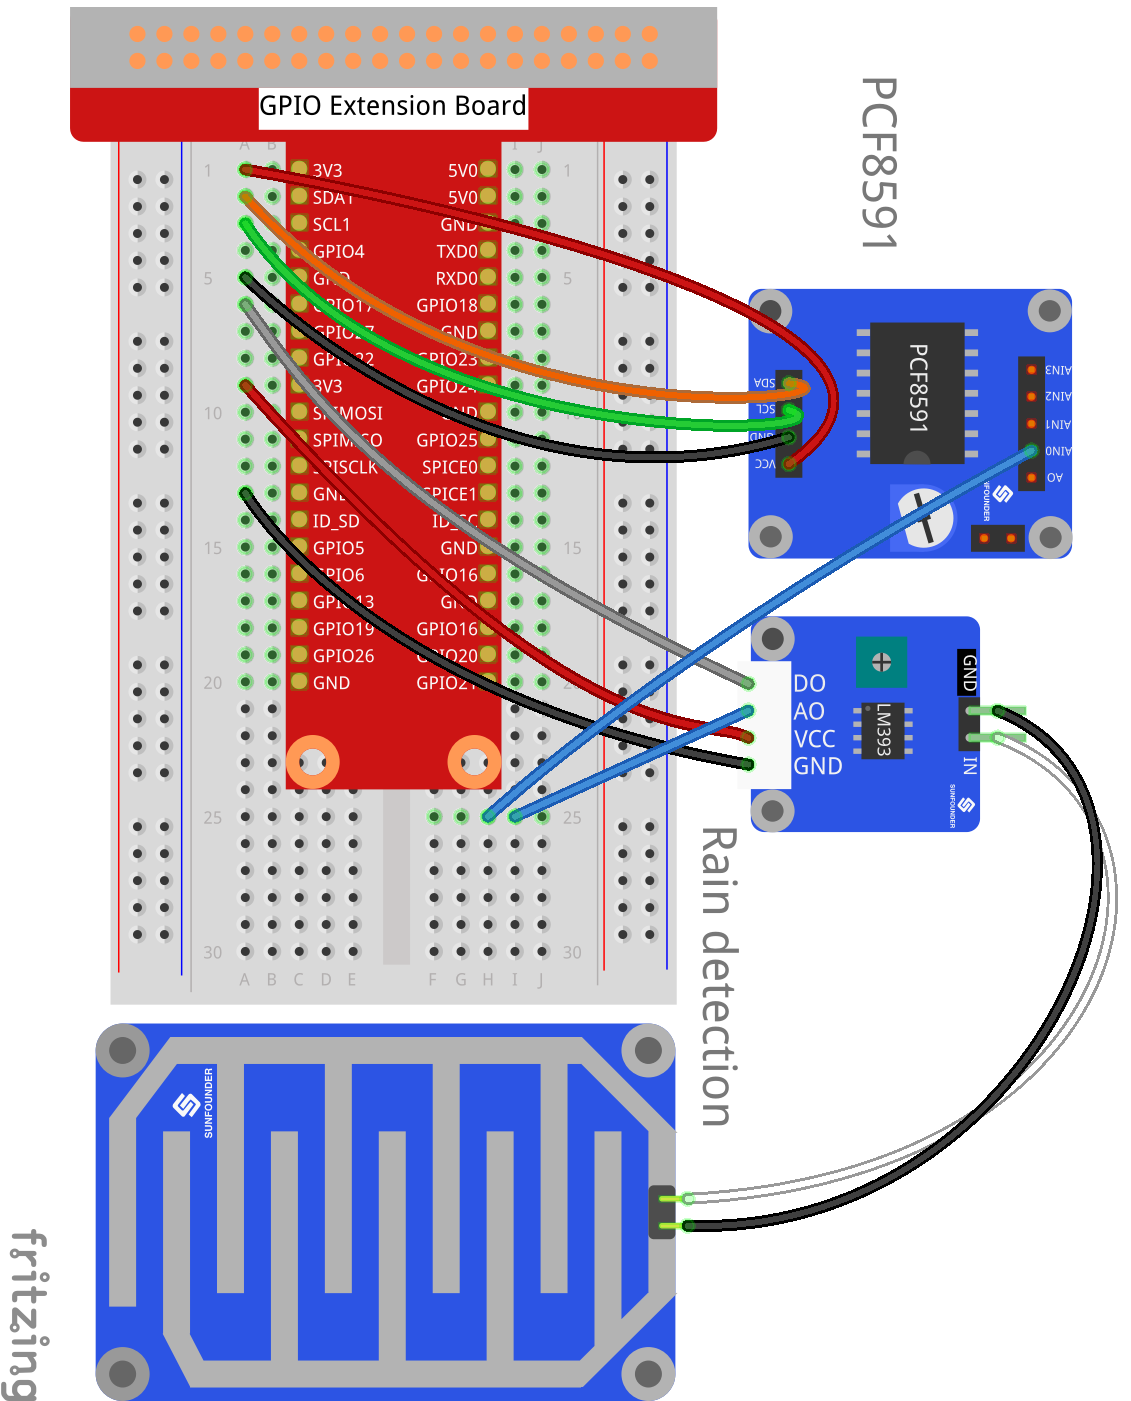 GPIO Extension Board
A B I J
1 3V3 5V0 1
SDA1 5V0
SCL1 GND
GPIO4 TXD0
5 GND RXD0 5
GPIO17 GPIO18
GPIO27 GND
GPIO22 GPIO23
3V3 GPIO24
10 SPIMOSI GND
SPIMISO GPIO25
SPISCLK SPICE0
GND SPICE1
ID_SD ID_SC
15 GPIO5 GND 15
GPIO6 GPIO16
GPIO13 GND
GPIO19 GPIO16
GPIO26 GPIO20
20 GND GPIO21 20
25 25
30 30
A B C D E F G H I J
PCF8591
PCF8591
SDA
SCL
GND
VCC
AIN3
AIN2
AIN1
AIN0
AO
DO
AO
VCC
GND
LM393
GND
IN
SUNFOUNDER
Rain detection
SUNFOUNDER
fritzing